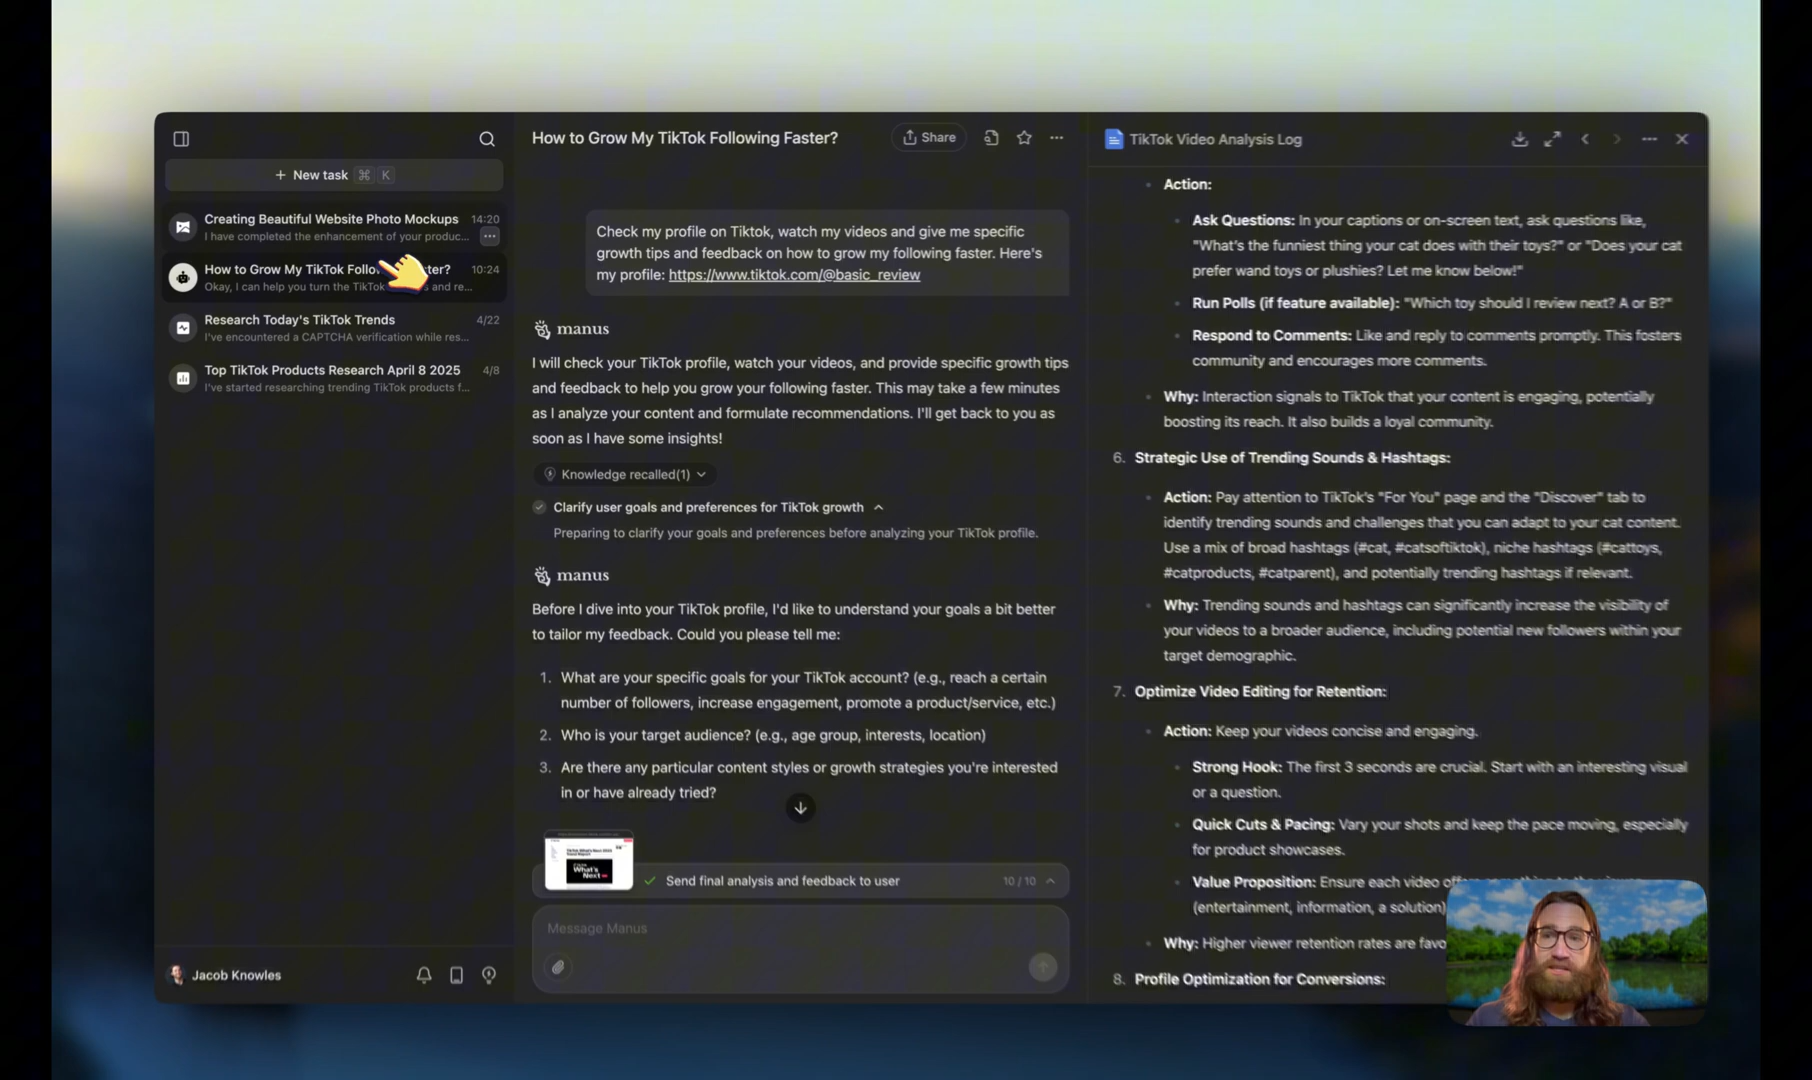 New task ⌘ K
Creating Beautiful Website Photo Mockups 14:20
I have completed the enhancement of your produc...
How to Grow My TikTok Follo ter? 10:24
Okay, I can help you turn the TikTok and re...
Research Today's TikTok Trends 4/22
I've encountered a CAPTCHA verification while res...
Top TikTok Products Research April 8 2025 4/8
I've started researching trending TikTok products f...
Jacob Knowles
How to Grow My TikTok Following Faster?
Share
Check my profile on Tiktok, watch my videos and give me specific
growth tips and feedback on how to grow my following faster. Here's
my profile: https://www.tiktok.com/@basic_review
manus
I will check your TikTok profile, watch your videos, and provide specific growth tips
and feedback to help you grow your following faster. This may take a few minutes
as I analyze your content and formulate recommendations. I'll get back to you as
soon as I have some insights!
Knowledge recalled(1)
Clarify user goals and preferences for TikTok growth
Preparing to clarify your goals and preferences before analyzing your TikTok profile.
manus
Before I dive into your TikTok profile, I'd like to understand your goals a bit better
to tailor my feedback. Could you please tell me:
1. What are your specific goals for your TikTok account? (e.g., reach a certain
number of followers, increase engagement, promote a product/service, etc.)
2. Who is your target audience? (e.g., age group, interests, location)
3. Are there any particular content styles or growth strategies you're interested
in or have already tried?
What's
Next
Send final analysis and feedback to user 10 / 10
Message Manus
TikTok Video Analysis Log
Action:
Ask Questions: In your captions or on-screen text, ask questions like,
"What's the funniest thing your cat does with their toys?" or "Does your cat
prefer wand toys or plushies? Let me know below!"
Run Polls (if feature available): "Which toy should I review next? A or B?"
Respond to Comments: Like and reply to comments promptly. This fosters
community and encourages more comments.
Why: Interaction signals to TikTok that your content is engaging, potentially
boosting its reach. It also builds a loyal community.
6. Strategic Use of Trending Sounds & Hashtags:
Action: Pay attention to TikTok's "For You" page and the "Discover" tab to
identify trending sounds and challenges that you can adapt to your cat content.
Use a mix of broad hashtags (#cat, #catsoftiktok), niche hashtags (#cattoys,
#catproducts, #catparent), and potentially trending hashtags if relevant.
Why: Trending sounds and hashtags can significantly increase the visibility of
your videos to a broader audience, including potential new followers within your
target demographic.
7. Optimize Video Editing for Retention:
Action: Keep your videos concise and engaging.
Strong Hook: The first 3 seconds are crucial. Start with an interesting visual
or a question.
Quick Cuts & Pacing: Vary your shots and keep the pace moving, especially
for product showcases.
Value Proposition: Ensure each video
(entertainment, information, a solution)
Why: Higher viewer retention rates are favo
8. Profile Optimization for Conversions: